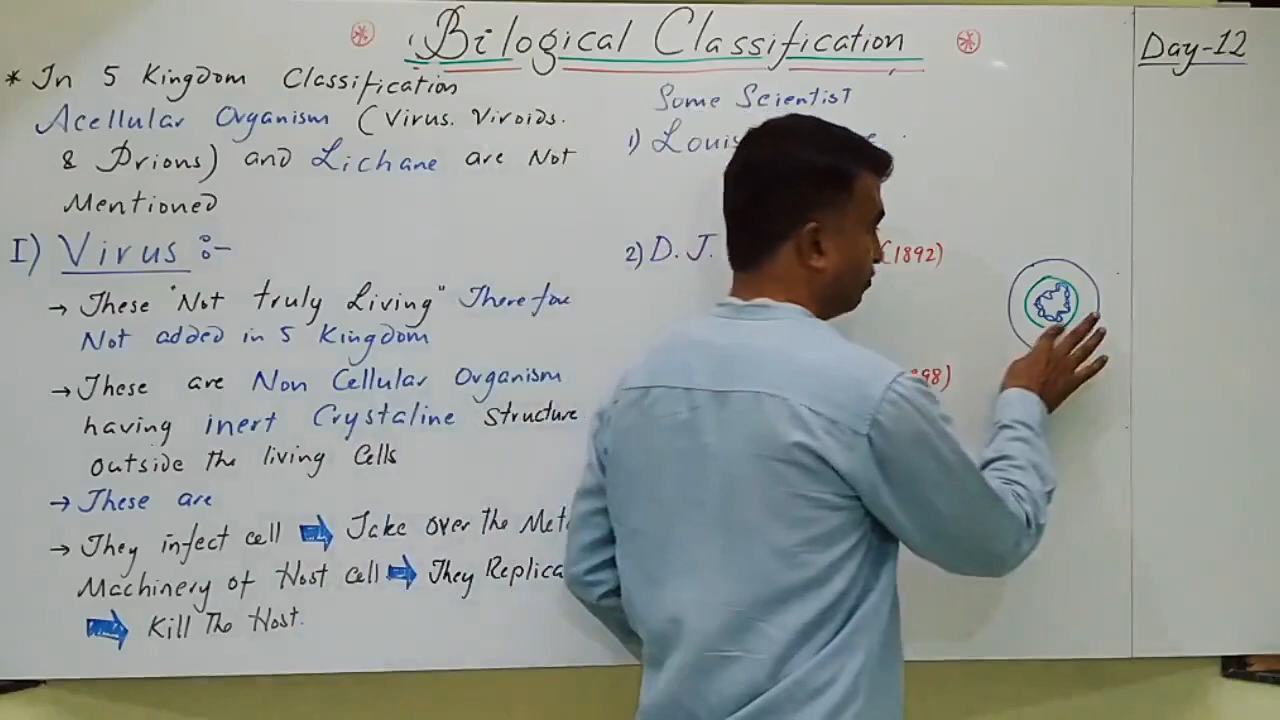 Bilogical Classification
Day-12
* In 5 Kingdom Classification
Acellular Organism (Virus. Viroids.
& Prions) and Lichane are Not
Mentioned
I) Virus :-
→ These "Not truly Living" Therefore
Not added in 5 Kingdom
→ These are Non Cellular Organism
having inert Crystaline Structure
outside the living Cells
→ These are
→ They infect cell ➡ Take over the
Machinery of Host cell ➡ They
➡ Kill The Host.
Some Scientist
1) Louis
2) D. J. (1892)